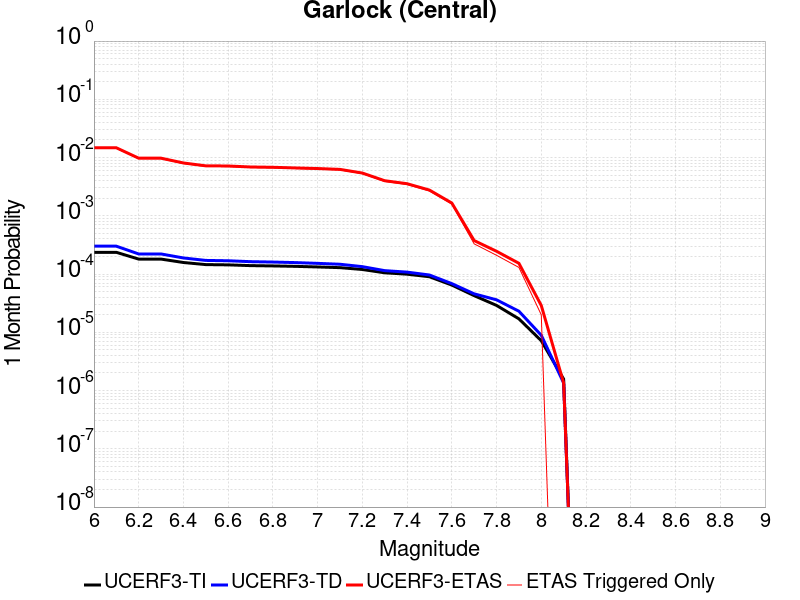 Garlock (Central)
10^0
10^-1
10^-2
10^-3
10^-4
10^-5
10^-6
10^-7
10^-8
1 Month Probability
6 6.2 6.4 6.6 6.8 7 7.2 7.4 7.6 7.8 8 8.2 8.4 8.6 8.8 9
Magnitude
UCERF3-TI UCERF3-TD UCERF3-ETAS ETAS Triggered Only